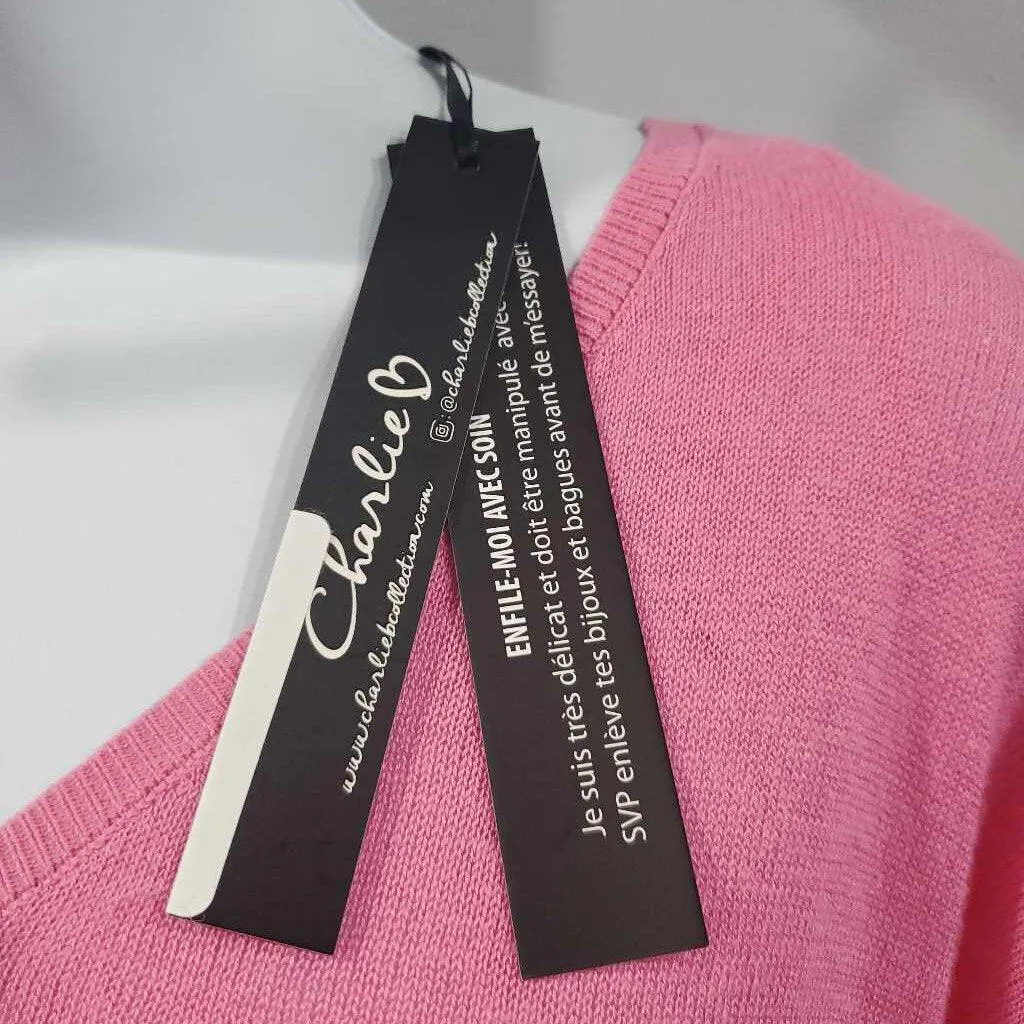 Charlie B
@charliebcollection
www.charliebcollection.com
ENFILE-MOI AVEC SOIN
Je suis très délicat et doit être manipulé avec
SVP enlève tes bijoux et bagues avant de m'essayer!